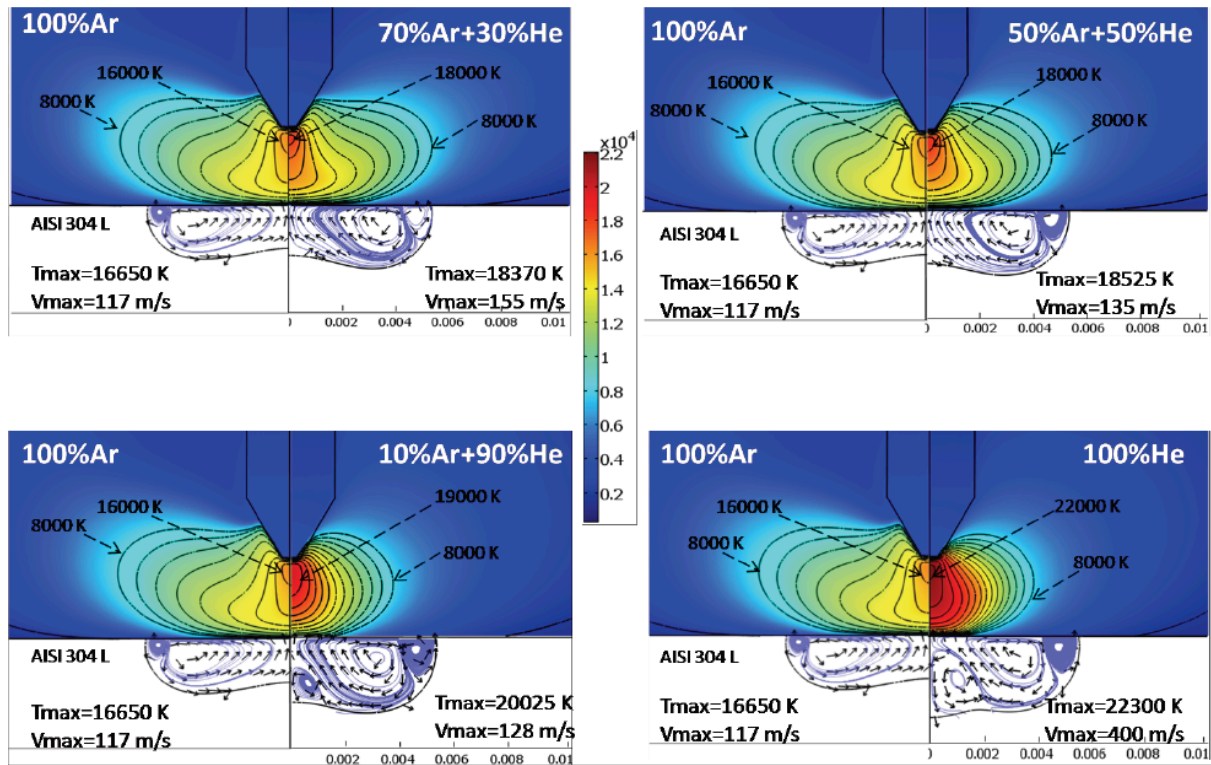 100%Ar
70%Ar+30%He
16000 K
18000 K
8000 K
8000 K
AISI 304 L
Tmax=16650 K
Vmax=117 m/s
Tmax=18370 K
Vmax=155 m/s
0 0.002 0.004 0.006 0.01
100%Ar
50%Ar+50%He
16000 K
18000 K
8000 K
8000 K
AISI 304 L
Tmax=16650 K
Vmax=117 m/s
Tmax=18525 K
Vmax=135 m/s
0.002 0.004 0.006 0.01
x10⁴
2.2
2
1.8
1.6
1.4
1.2
1
0.8
0.6
0.4
0.2
100%Ar
10%Ar+90%He
16000 K
19000 K
8000 K
8000 K
AISI 304 L
Tmax=16650 K
Vmax=117 m/s
Tmax=20025 K
Vmax=128 m/s
0.002 0.004 0.006 0.01
100%Ar
100%He
16000 K
22000 K
8000 K
8000 K
AISI 304 L
Tmax=16650 K
Vmax=117 m/s
Tmax=22300 K
Vmax=400 m/s
0.002 0.004 0.006 0.01